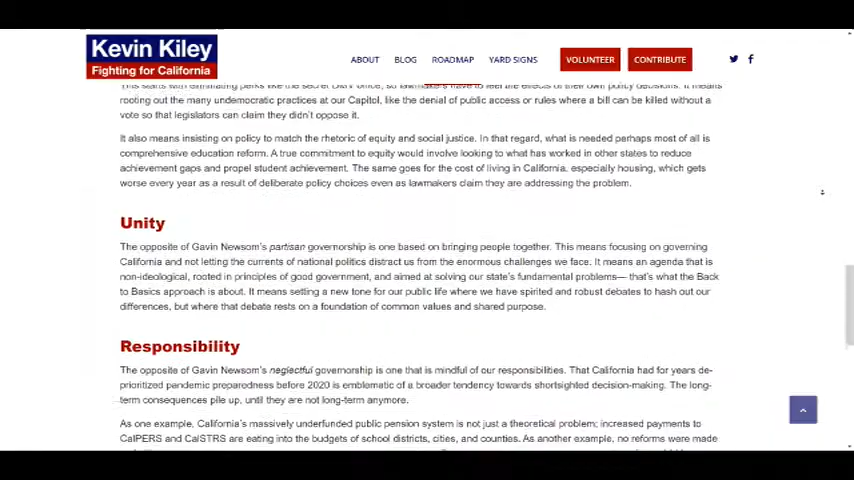 Kevin Kiley
Fighting for California
ABOUT BLOG ROADMAP YARD SIGNS VOLUNTEER CONTRIBUTE
This starts with eliminating perks like the secret DMV office, so lawmakers have to feel the effects of their own policy decisions. It means
rooting out the many undemocratic practices at our Capitol, like the denial of public access or rules where a bill can be killed without a
vote so that legislators can claim they didn't oppose it.
It also means insisting on policy to match the rhetoric of equity and social justice. In that regard, what is needed perhaps most of all is
comprehensive education reform. A true commitment to equity would involve looking to what has worked in other states to reduce
achievement gaps and propel student achievement. The same goes for the cost of living in California, especially housing, which gets
worse every year as a result of deliberate policy choices even as lawmakers claim they are addressing the problem.
Unity
The opposite of Gavin Newsom's partisan governorship is one based on bringing people together. This means focusing on governing
California and not letting the currents of national politics distract us from the enormous challenges we face. It means an agenda that is
non-ideological, rooted in principles of good government, and aimed at solving our state's fundamental problems— that's what the Back
to Basics approach is about. It means setting a new tone for our public life where we have spirited and robust debates to hash out our
differences, but where that debate rests on a foundation of common values and shared purpose.
Responsibility
The opposite of Gavin Newsom's neglectful governorship is one that is mindful of our responsibilities. That California had for years de-
prioritized pandemic preparedness before 2020 is emblematic of a broader tendency towards shortsighted decision-making. The long-
term consequences pile up, until they are not long-term anymore.
As one example, California's massively underfunded public pension system is not just a theoretical problem; increased payments to
CalPERS and CalSTRS are eating into the budgets of school districts, cities, and counties. As another example, no reforms were made